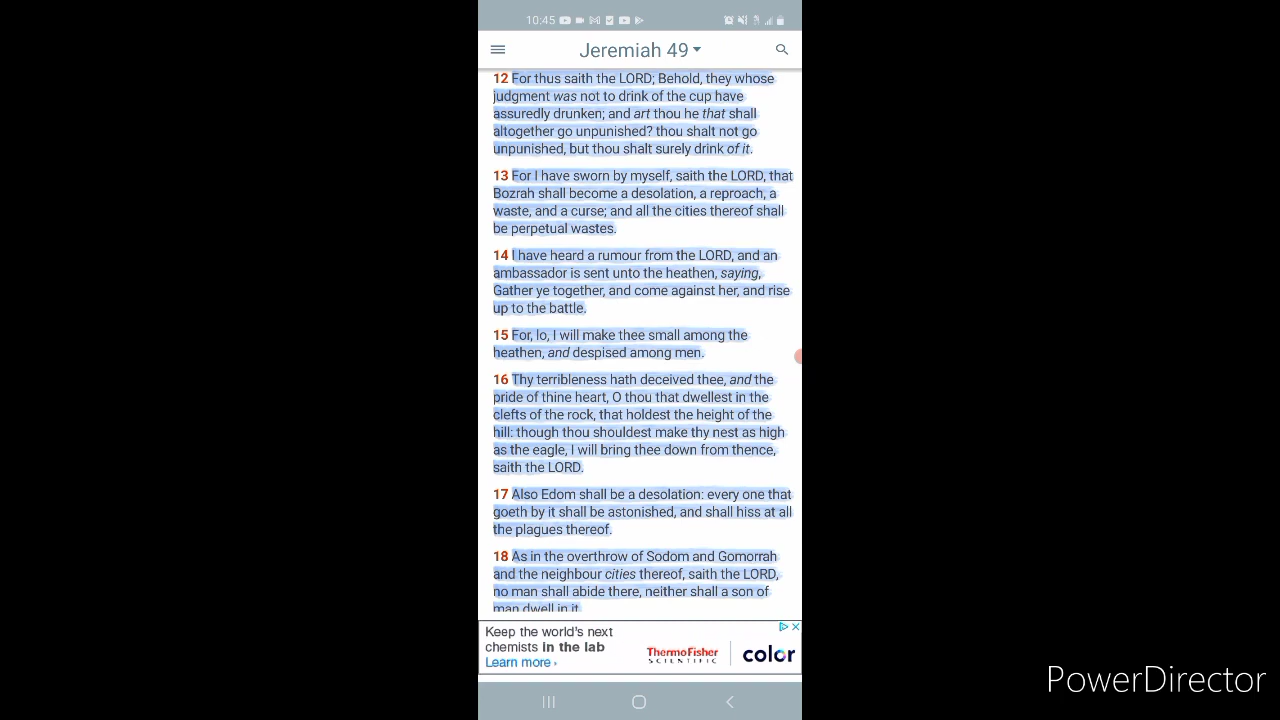 10:45
Jeremiah 49
12 For thus saith the LORD; Behold, they whose
judgment was not to drink of the cup have
assuredly drunken; and art thou he that shall
altogether go unpunished? thou shalt not go
unpunished, but thou shalt surely drink of it.
13 For I have sworn by myself, saith the LORD, that
Bozrah shall become a desolation, a reproach, a
waste, and a curse; and all the cities thereof shall
be perpetual wastes.
14 I have heard a rumour from the LORD, and an
ambassador is sent unto the heathen, saying,
Gather ye together, and come against her, and rise
up to the battle.
15 For, lo, I will make thee small among the
heathen, and despised among men.
16 Thy terribleness hath deceived thee, and the
pride of thine heart, O thou that dwellest in the
clefts of the rock, that holdest the height of the
hill: though thou shouldest make thy nest as high
as the eagle, I will bring thee down from thence,
saith the LORD.
17 Also Edom shall be a desolation: every one that
goeth by it shall be astonished, and shall hiss at all
the plagues thereof.
18 As in the overthrow of Sodom and Gomorrah
and the neighbour cities thereof, saith the LORD,
no man shall abide there, neither shall a son of
man dwell in it.
Keep the world's next
chemists in the lab
Learn more ›
ThermoFisher
SCIENTIFIC
color
PowerDirector